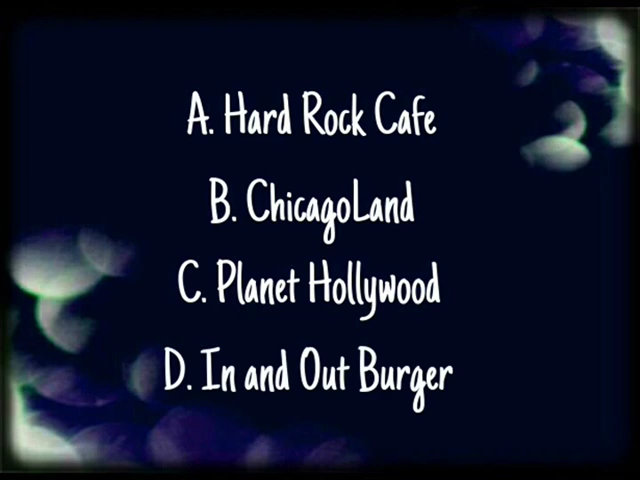 A. Hard Rock Cafe
B. ChicagoLand
C. Planet Hollywood
D. In and Out Burger